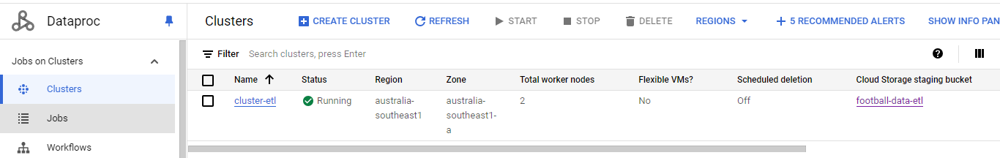 Dataproc
Clusters
CREATE CLUSTER
REFRESH
START
STOP
DELETE
REGIONS
5 RECOMMENDED ALERTS
SHOW INFO PAN
Jobs on Clusters
Clusters
Jobs
Workflows
Filter
Search clusters, press Enter
?
Name Status Region Zone Total worker nodes Flexible VMs? Scheduled deletion Cloud Storage staging bucket
cluster-etl Running australia- australia- 2 No Off football-data-etl
southeast1 southeast1-
a